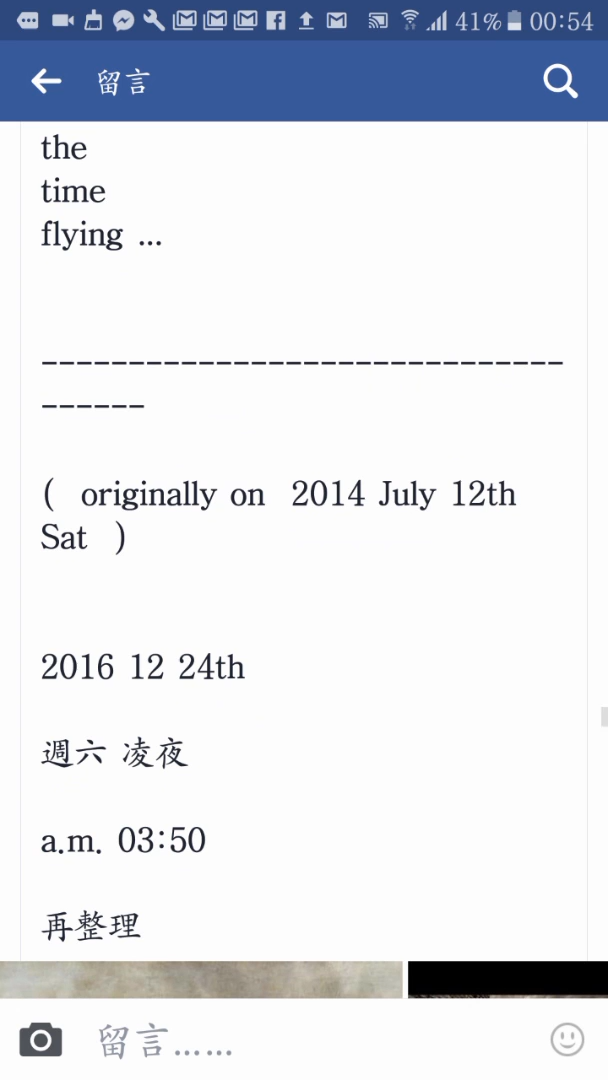 41% 00:54
留言
the
time
flying ...
------------------------------
------
( originally on 2014 July 12th
Sat )
2016 12 24th
週六 凌夜
a.m. 03:50
再整理
留言……